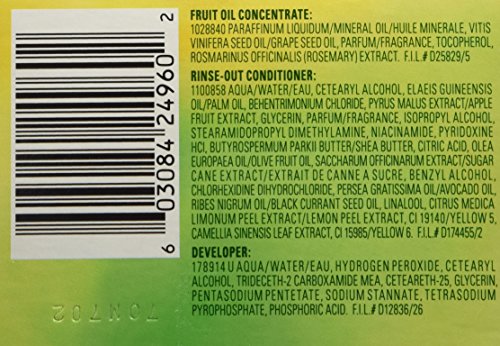 FRUIT OIL CONCENTRATE:
1028840 PARAFFINUM LIQUIDUM/MINERAL OIL/HUILE MINERALE, VITIS
VINIFERA SEED OIL/GRAPE SEED OIL, PARFUM/FRAGRANCE, TOCOPHEROL,
ROSMARINUS OFFICINALIS (ROSEMARY) EXTRACT. F.I.L.# D25829/5
RINSE-OUT CONDITIONER:
1100858 AQUA/WATER/EAU, CETEARYL ALCOHOL, ELAEIS GUINEENSIS
OIL/PALM OIL, BEHENTRIMONIUM CHLORIDE, PYRUS MALUS EXTRACT/APPLE
FRUIT EXTRACT, GLYCERIN, PARFUM/FRAGRANCE, ISOPROPYL ALCOHOL,
STEARAMIDOPROPYL DIMETHYLAMINE, NIACINAMIDE, PYRIDOXINE
HCI, BUTYROSPERMUM PARKII BUTTER/SHEA BUTTER, CITRIC ACID, OLEA
EUROPAEA OIL/OLIVE FRUIT OIL, SACCHARUM OFFICINARUM EXTRACT/SUGAR
CANE EXTRACT/EXTRAIT DE CANNE A SUCRE, BENZYL ALCOHOL,
CHLORHEXIDINE DIHYDROCHLORIDE, PERSEA GRATISSIMA OIL/AVOCADO OIL,
RIBES NIGRUM OIL/BLACK CURRANT SEED OIL, LINALOOL, CITRUS MEDICA
LIMONUM PEEL EXTRACT/LEMON PEEL EXTRACT, CI 19140/YELLOW 5,
CAMELLIA SINENSIS LEAF EXTRACT, CI 15985/YELLOW 6. F.I.L.# D174455/2
DEVELOPER:
178914 U AQUA/WATER/EAU, HYDROGEN PEROXIDE, CETEARYL
ALCOHOL, TRIDECETH-2 CARBOXAMIDE MEA, CETEARETH-25, GLYCERIN,
PENTASODIUM PENTETATE, SODIUM STANNATE, TETRASODIUM
PYROPHOSPHATE, PHOSPHORIC ACID. F.I.L.# D12836/26
6 03084 24960 2
70N702